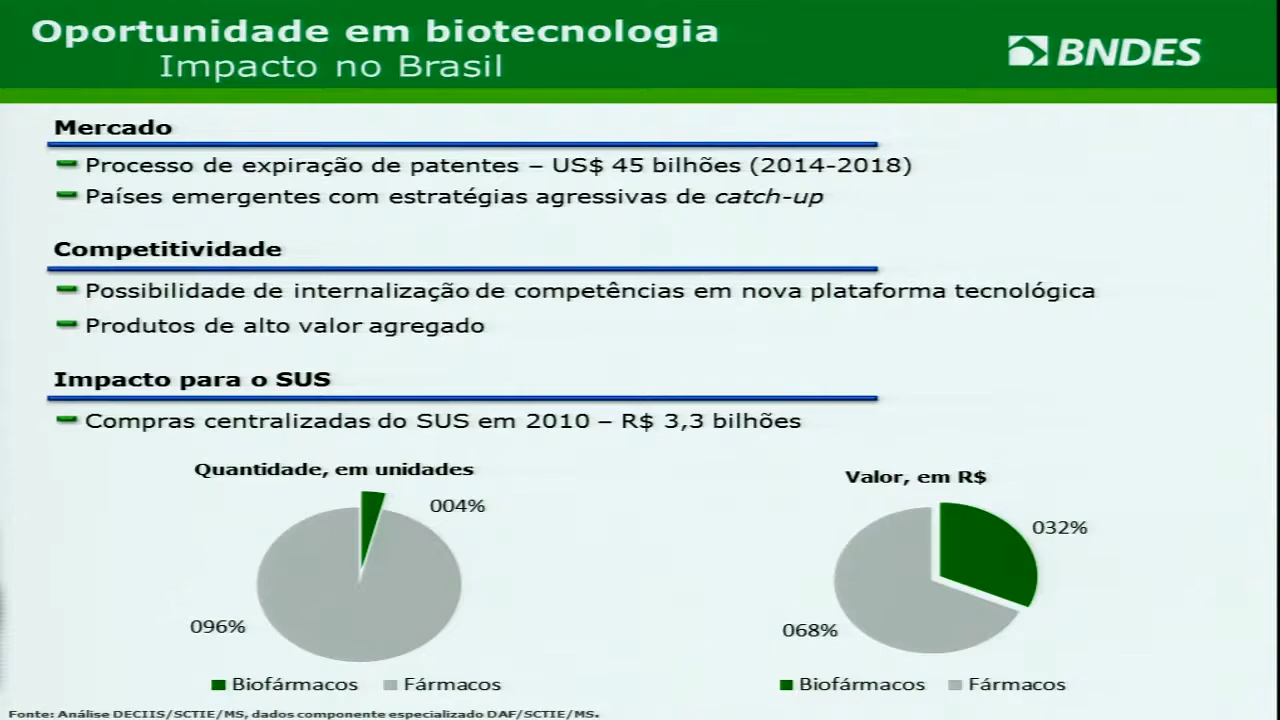 Oportunidade em biotecnologia
Impacto no Brasil
BNDES
Mercado
Processo de expiração de patentes – US$ 45 bilhões (2014-2018)
Países emergentes com estratégias agressivas de catch-up
Competitividade
Possibilidade de internalização de competências em nova plataforma tecnológica
Produtos de alto valor agregado
Impacto para o SUS
Compras centralizadas do SUS em 2010 – R$ 3,3 bilhões
Quantidade, em unidades
004%
096%
Biofármacos Fármacos
Valor, em R$
032%
068%
Biofármacos Fármacos
Fonte: Análise DECIIS/SCTIE/MS, dados componente especializado DAF/SCTIE/MS.